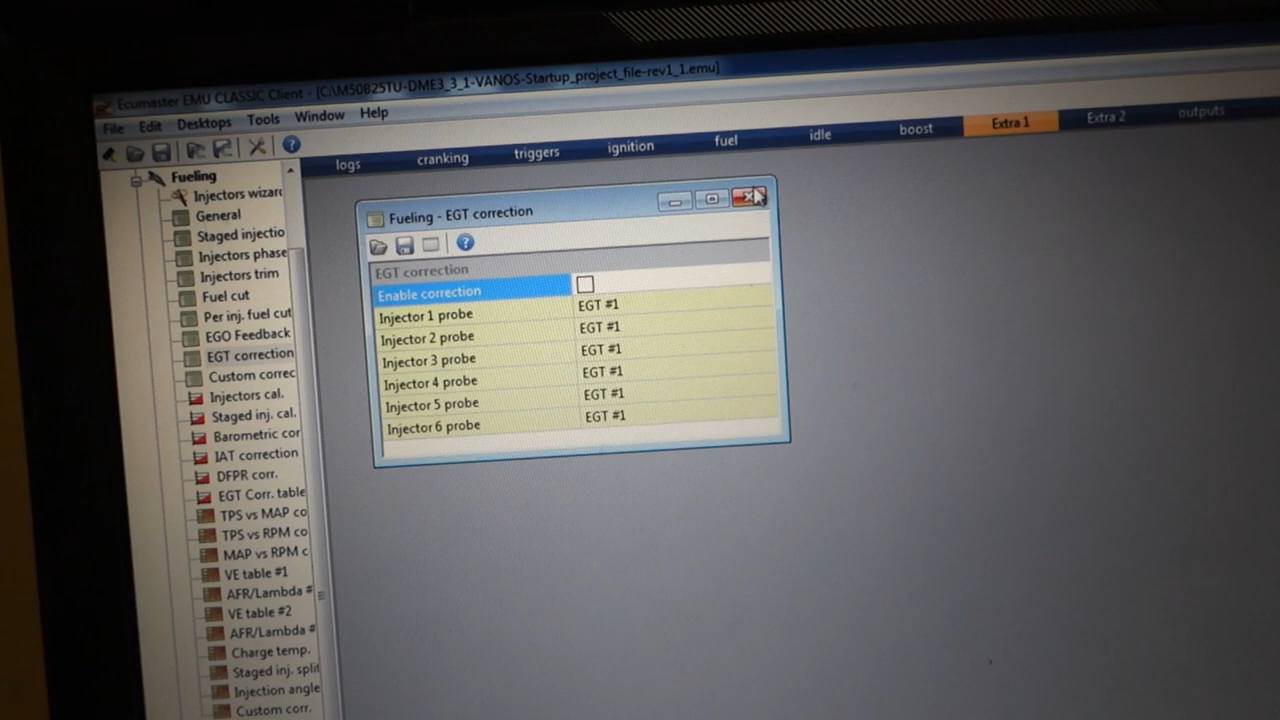 Ecumaster EMU CLASSIC Client - [C:\M50B25TU-DME3_3_1-VANOS-Startup_project_file-rev1_1.emu]
File Edit Desktops Tools Window Help
logs cranking triggers ignition fuel idle boost Extra 1 Extra 2 outputs
Fueling
Injectors wizard
General
Staged injectio
Injectors phase
Injectors trim
Fuel cut
Per inj. fuel cut
EGO Feedback
EGT correction
Custom correc
Injectors cal.
Staged inj. cal.
Barometric cor
IAT correction
DFPR corr.
EGT Corr. table
TPS vs MAP co
TPS vs RPM co
MAP vs RPM c
VE table #1
AFR/Lambda #
VE table #2
AFR/Lambda #
Charge temp.
Staged inj. split
Injection angle
Custom corr.
Fueling - EGT correction
EGT correction
Enable correction
Injector 1 probe EGT #1
Injector 2 probe EGT #1
Injector 3 probe EGT #1
Injector 4 probe EGT #1
Injector 5 probe EGT #1
Injector 6 probe EGT #1